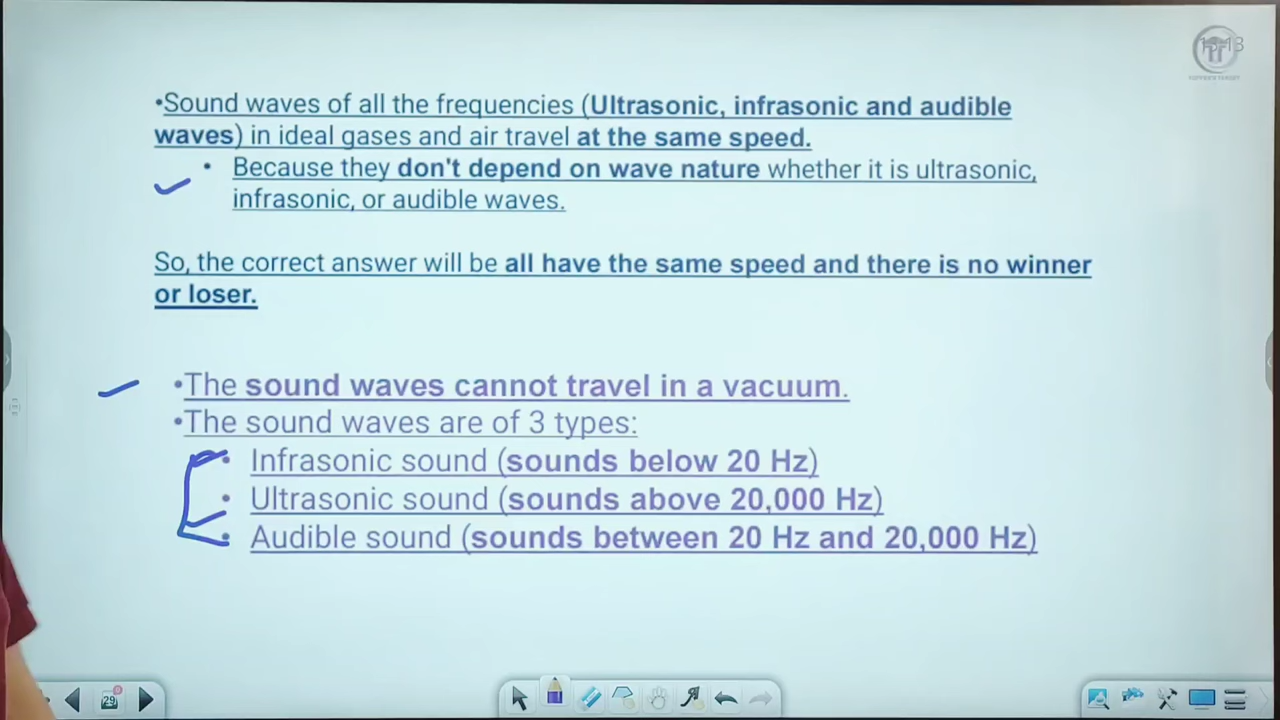 •Sound waves of all the frequencies (Ultrasonic, infrasonic and audible
waves) in ideal gases and air travel at the same speed.
• Because they don't depend on wave nature whether it is ultrasonic,
infrasonic, or audible waves.
So, the correct answer will be all have the same speed and there is no winner
or loser.
•The sound waves cannot travel in a vacuum.
•The sound waves are of 3 types:
• Infrasonic sound (sounds below 20 Hz)
• Ultrasonic sound (sounds above 20,000 Hz)
• Audible sound (sounds between 20 Hz and 20,000 Hz)
29